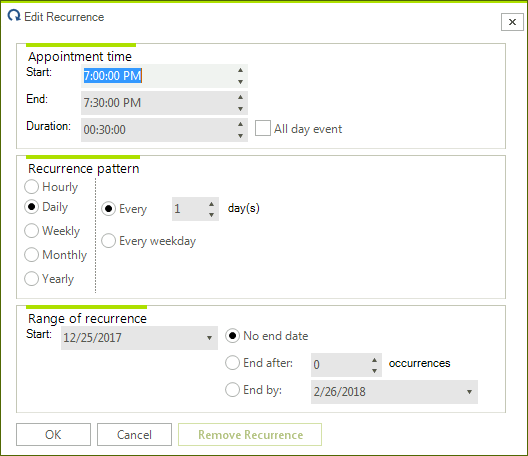 Edit Recurrence
Appointment time
Start: 7:00:00 PM
End: 7:30:00 PM
Duration: 00:30:00 All day event
Recurrence pattern
Hourly
Daily Every 1 day(s)
Weekly
Every weekday
Monthly
Yearly
Range of recurrence
Start: 12/25/2017 No end date
End after: 0 occurrences
End by: 2/26/2018
OK Cancel Remove Recurrence